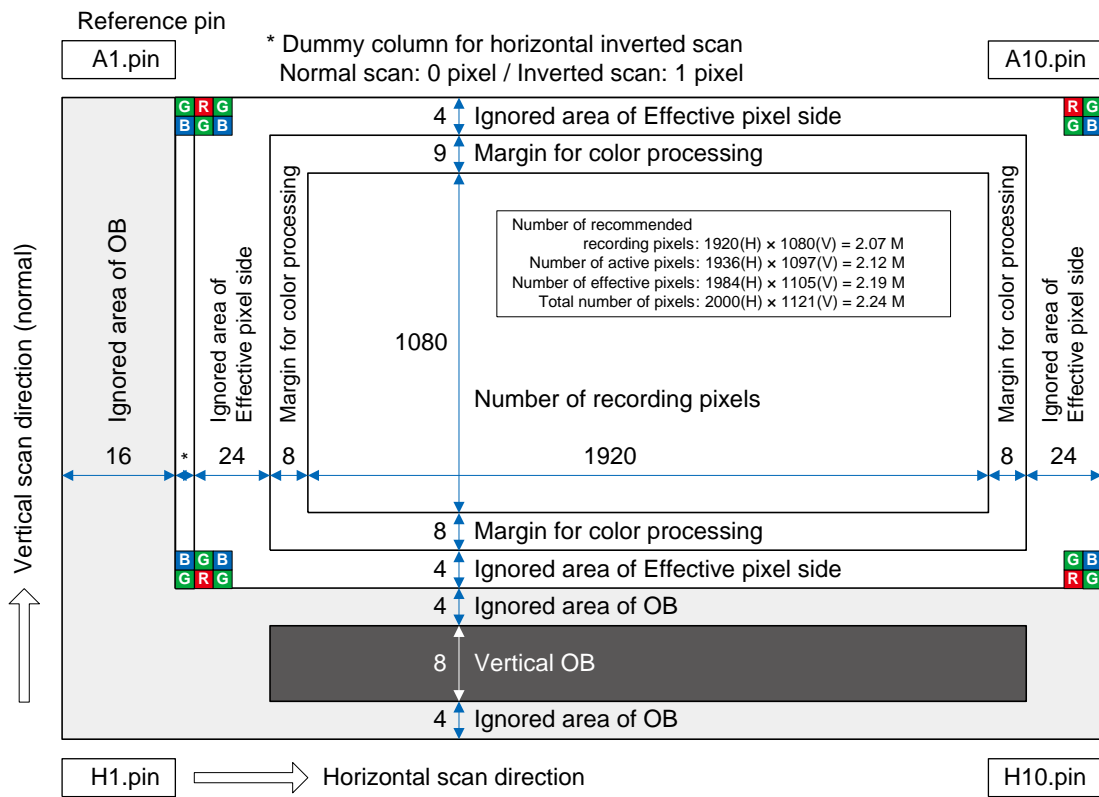 Reference pin
A1.pin
* Dummy column for horizontal inverted scan
Normal scan: 0 pixel / Inverted scan: 1 pixel
A10.pin
G R G
B G B
R G
G B
4 Ignored area of Effective pixel side
9 Margin for color processing
Number of recommended
recording pixels: 1920(H) × 1080(V) = 2.07 M
Number of active pixels: 1936(H) × 1097(V) = 2.12 M
Number of effective pixels: 1984(H) × 1105(V) = 2.19 M
Total number of pixels: 2000(H) × 1121(V) = 2.24 M
Vertical scan direction (normal)
Ignored area of OB
Ignored area of
Effective pixel side
Margin for color processing
1080
Number of recording pixels
Margin for color processing
Ignored area of
Effective pixel side
16 * 24 8 1920 8 24
8 Margin for color processing
B G B
G R G
4 Ignored area of Effective pixel side
G B
R G
4 Ignored area of OB
8 Vertical OB
4 Ignored area of OB
H1.pin
Horizontal scan direction
H10.pin